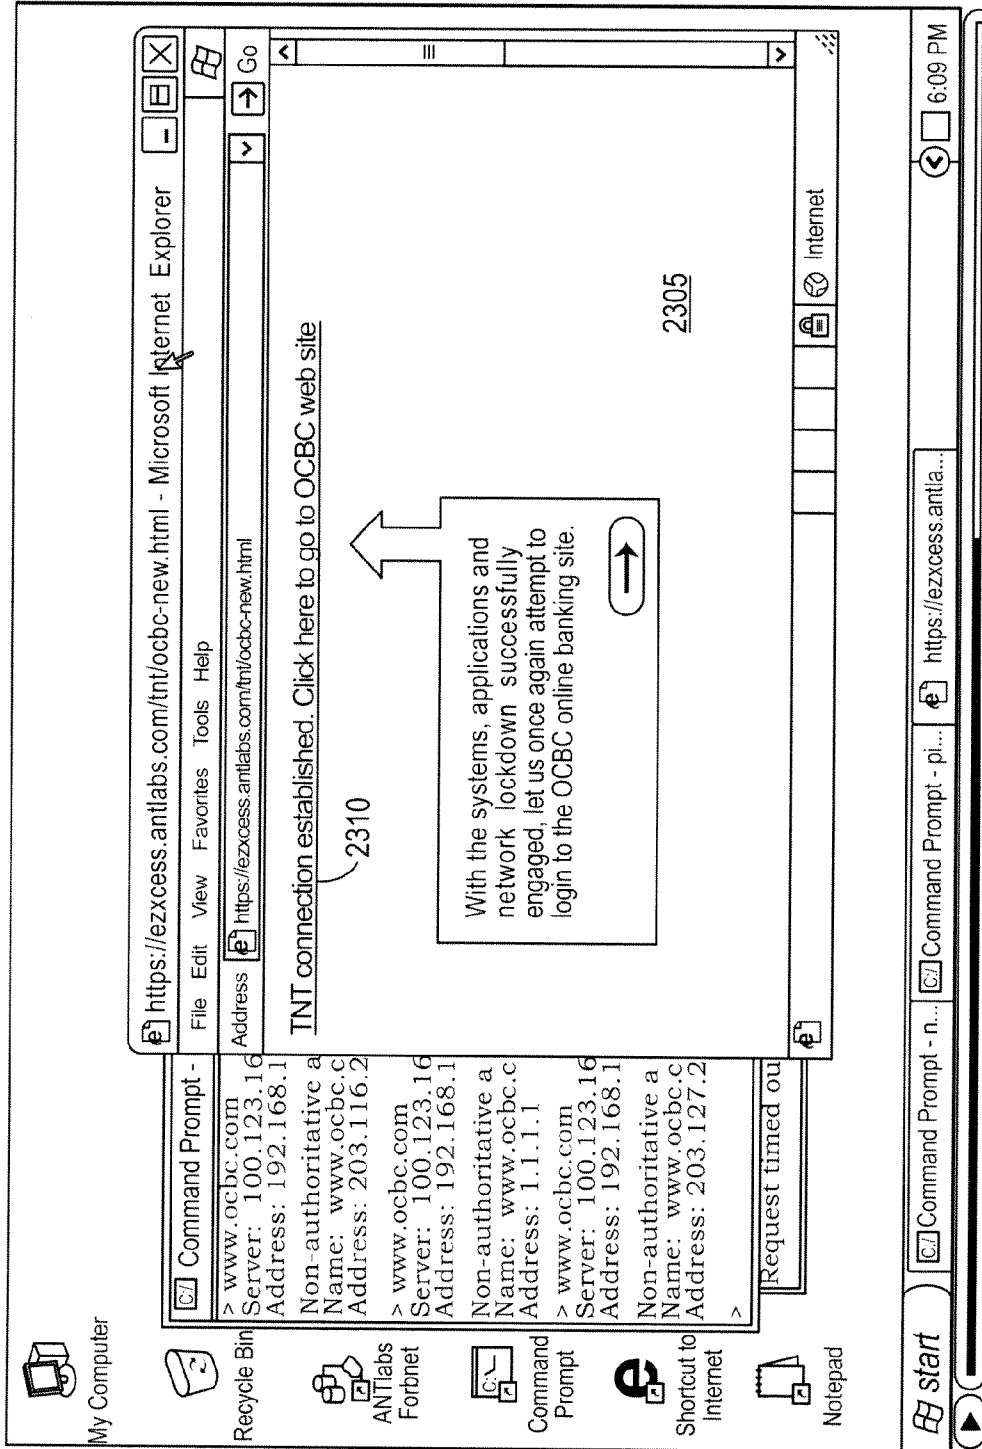 My Computer
Recycle Bin
ANTlabs
Forbnet
C:\_
Command
Prompt
Shortcut to
Internet
Notepad
C:/ Command Prompt -
> www.ocbc.com
Server: 100.123.16
Address: 192.168.1
Non-authoritative a
Name: www.ocbc.c
Address: 203.116.2
> www.ocbc.com
Server: 100.123.16
Address: 192.168.1
Non-authoritative a
Name: www.ocbc.c
Address: 1.1.1.1
> www.ocbc.com
Server: 100.123.16
Address: 192.168.1
Non-authoritative a
Name: www.ocbc.c
Address: 203.127.2
>
Request timed ou
https://ezxcess.antlabs.com/tnt/ocbc-new.html - Microsoft Internet Explorer
File Edit View Favorites Tools Help
Address https://ezxcess.antlabs.com/tnt/ocbc-new.html Go
TNT connection established. Click here to go to OCBC web site
2310
With the systems, applications and
network lockdown successfully
engaged, let us once again attempt to
login to the OCBC online banking site.
2305
Internet
start
C:/ Command Prompt - n...
C:/ Command Prompt - pi...
https://ezxcess.antla...
6:09 PM